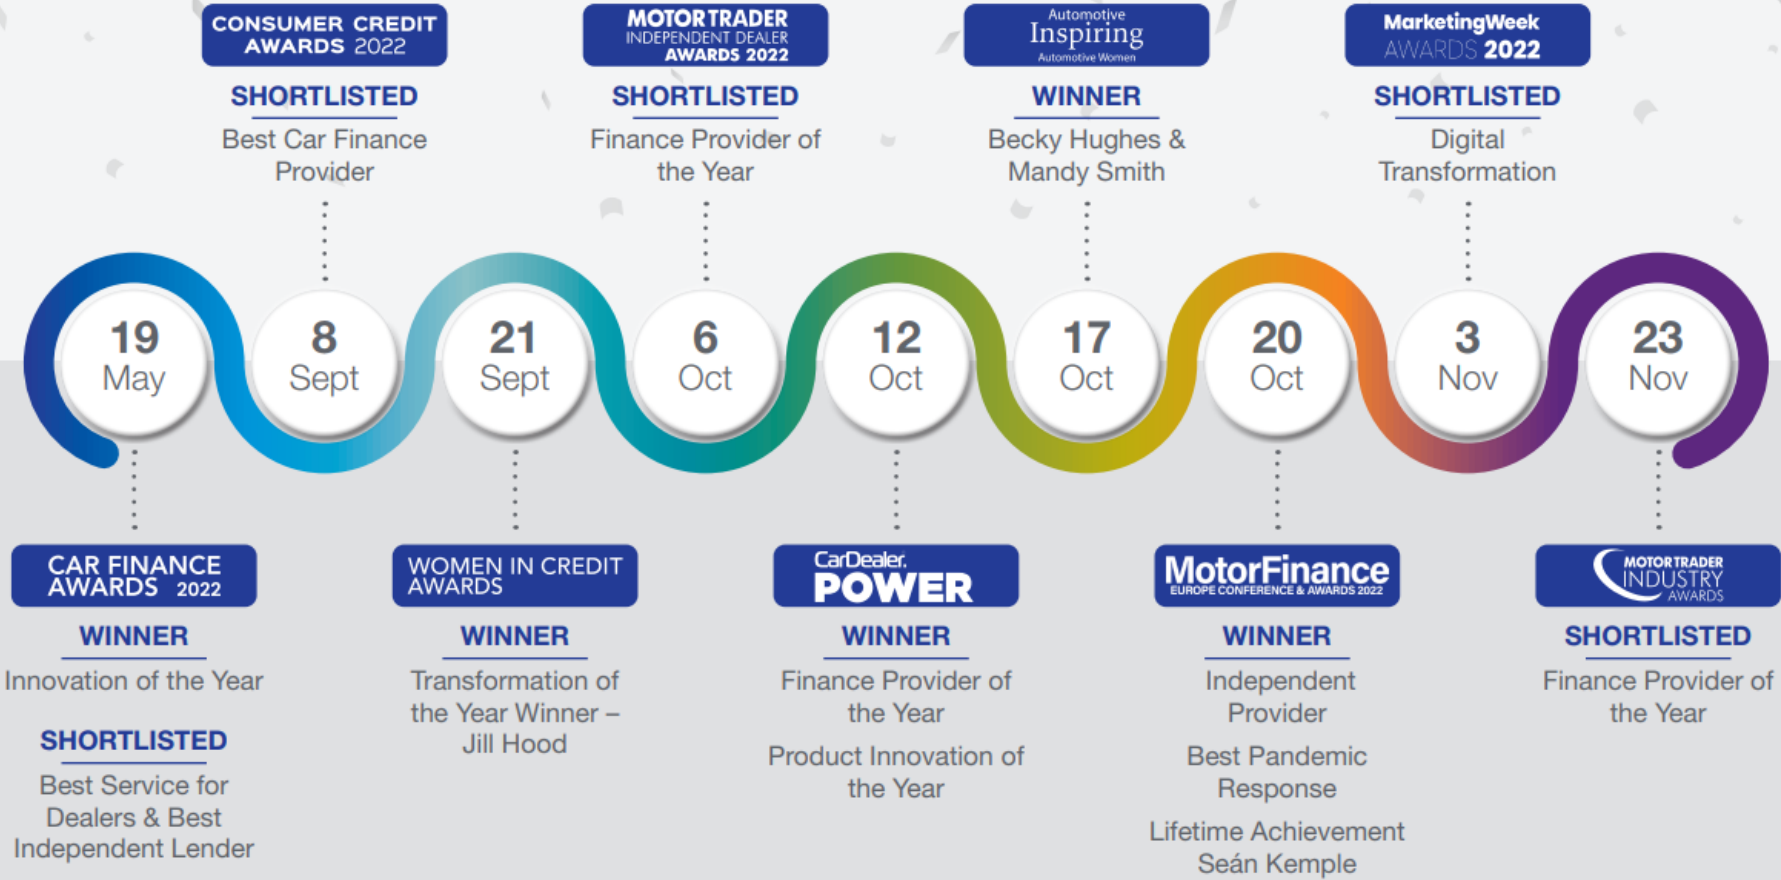 CONSUMER CREDIT
AWARDS 2022
SHORTLISTED
Best Car Finance
Provider
MOTOR TRADER
INDEPENDENT DEALER
AWARDS 2022
SHORTLISTED
Finance Provider of
the Year
Automotive
Inspiring
Automotive Women
WINNER
Becky Hughes &
Mandy Smith
MarketingWeek
AWARDS 2022
SHORTLISTED
Digital
Transformation
19
May
8
Sept
21
Sept
6
Oct
12
Oct
17
Oct
20
Oct
3
Nov
23
Nov
CAR FINANCE
AWARDS 2022
WINNER
Innovation of the Year
SHORTLISTED
Best Service for
Dealers & Best
Independent Lender
WOMEN IN CREDIT
AWARDS
WINNER
Transformation of
the Year Winner –
Jill Hood
CarDealer.
POWER
WINNER
Finance Provider of
the Year
Product Innovation of
the Year
MotorFinance
EUROPE CONFERENCE & AWARDS 2022
WINNER
Independent
Provider
Best Pandemic
Response
Lifetime Achievement
Seán Kemple
MOTOR TRADER
INDUSTRY
AWARDS
SHORTLISTED
Finance Provider of
the Year